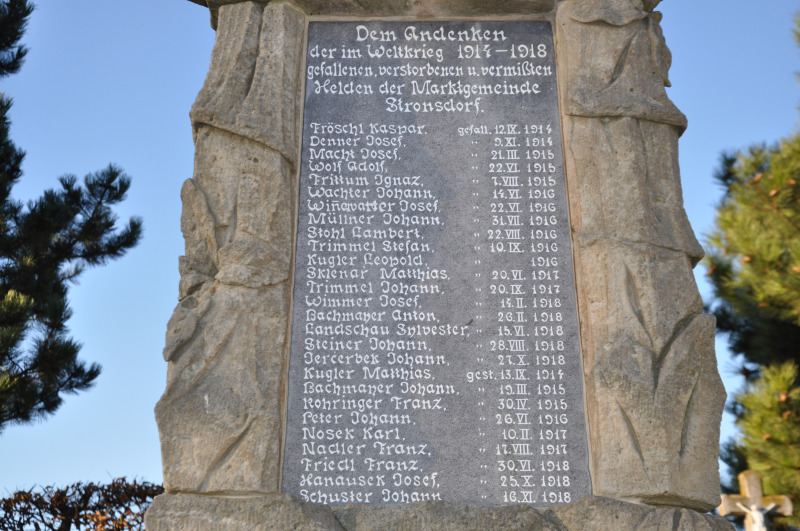 Dem Andenken
der im Weltkrieg 1914-1918
gefallenen, verstorbenen u. vermißten
Helden der Marktgemeinde
Stronsdorf.
Fröschl Kaspar, gefall. 12.IX. 1914
Denner Josef, " 9.XI. 1914
Macht Josef, " 21.III. 1915
Wolf Adolf, " 22.VI. 1915
Frittum Ignaz, " 7.VIII. 1915
Wachter Johann, " 14.VI. 1916
Wiñewarter Josef, " 22.VI. 1916
Müllner Johann, " 31.VII. 1916
Stohl Lambert, " 22.VIII. 1916
Trimmel Stefan, " 10.IX. 1916
Kugler Leopold, " 1916
Sklenar Matthias, " 20.VI. 1917
Trimmel Johann, " 20.IX. 1917
Wimmer Josef, " 14.II. 1918
Bachmayer Anton, " 26.II. 1918
Landschau Sylvester, " 15.VI. 1918
Steiner Johann, " 28.VIII. 1918
Jercerbek Johann, " 27.X. 1918
Kugler Matthias, gest. 13.IX. 1914
Bachmayer Johann, " 19.III. 1915
Rohringer Franz, " 30.IV. 1915
Peter Johann, " 26.VI. 1916
Nosek Karl, " 10.II. 1917
Nadler Franz, " 17.VIII. 1917
Friedl Franz, " 30.VI. 1918
Hanausek Josef, " 25.X. 1918
Schuster Johann " 16.XI. 1918